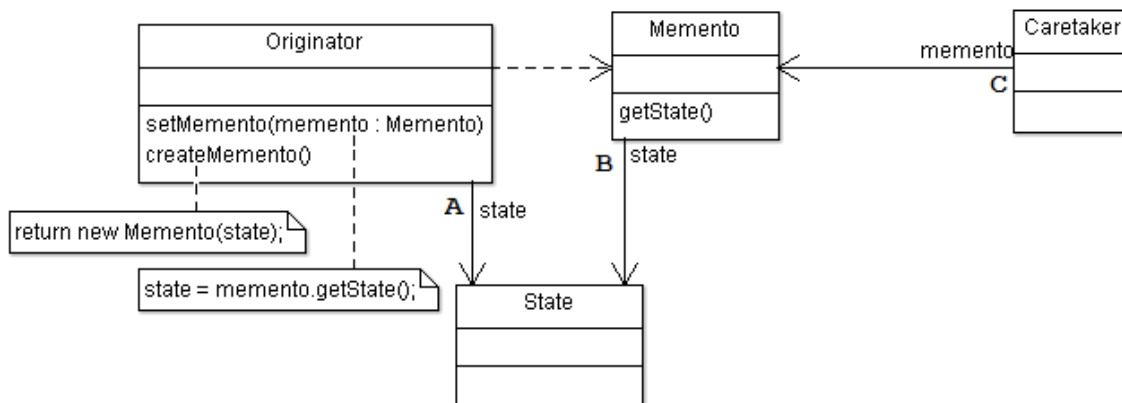 Originator
Memento
Caretaker
memento
C
setMemento(memento : Memento)
createMemento()
getState()
B
state
A
state
return new Memento(state);
state = memento.getState();
State